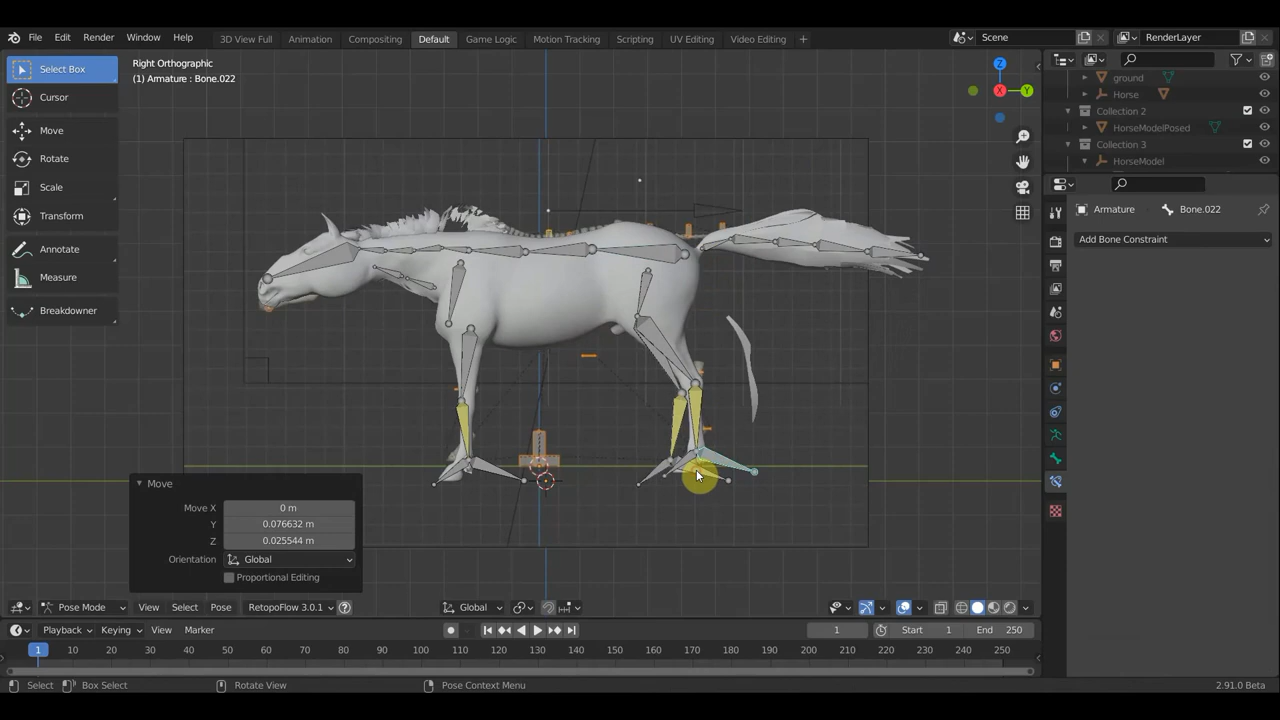 File Edit Render Window Help
3D View Full Animation Compositing Default Game Logic Motion Tracking Scripting UV Editing Video Editing +
Scene RenderLayer
Select Box
Cursor
Move
Rotate
Scale
Transform
Annotate
Measure
Breakdowner
Right Orthographic
(1) Armature : Bone.022
Z
Y
X
ground
Horse
Collection 2
HorseModelPosed
Collection 3
HorseModel
Armature Bone.022
Add Bone Constraint
Move
Move X 0 m
Y 0.076632 m
Z 0.025544 m
Orientation Global
Proportional Editing
Pose Mode View Select Pose RetopoFlow 3.0.1 ? Global
Playback Keying View Marker 1 Start 1 End 250
1 10 20 30 40 50 60 70 80 90 100 110 120 130 140 150 160 170 180 190 200 210 220 230 240 250
Select Box Select Rotate View Pose Context Menu 2.91.0 Beta